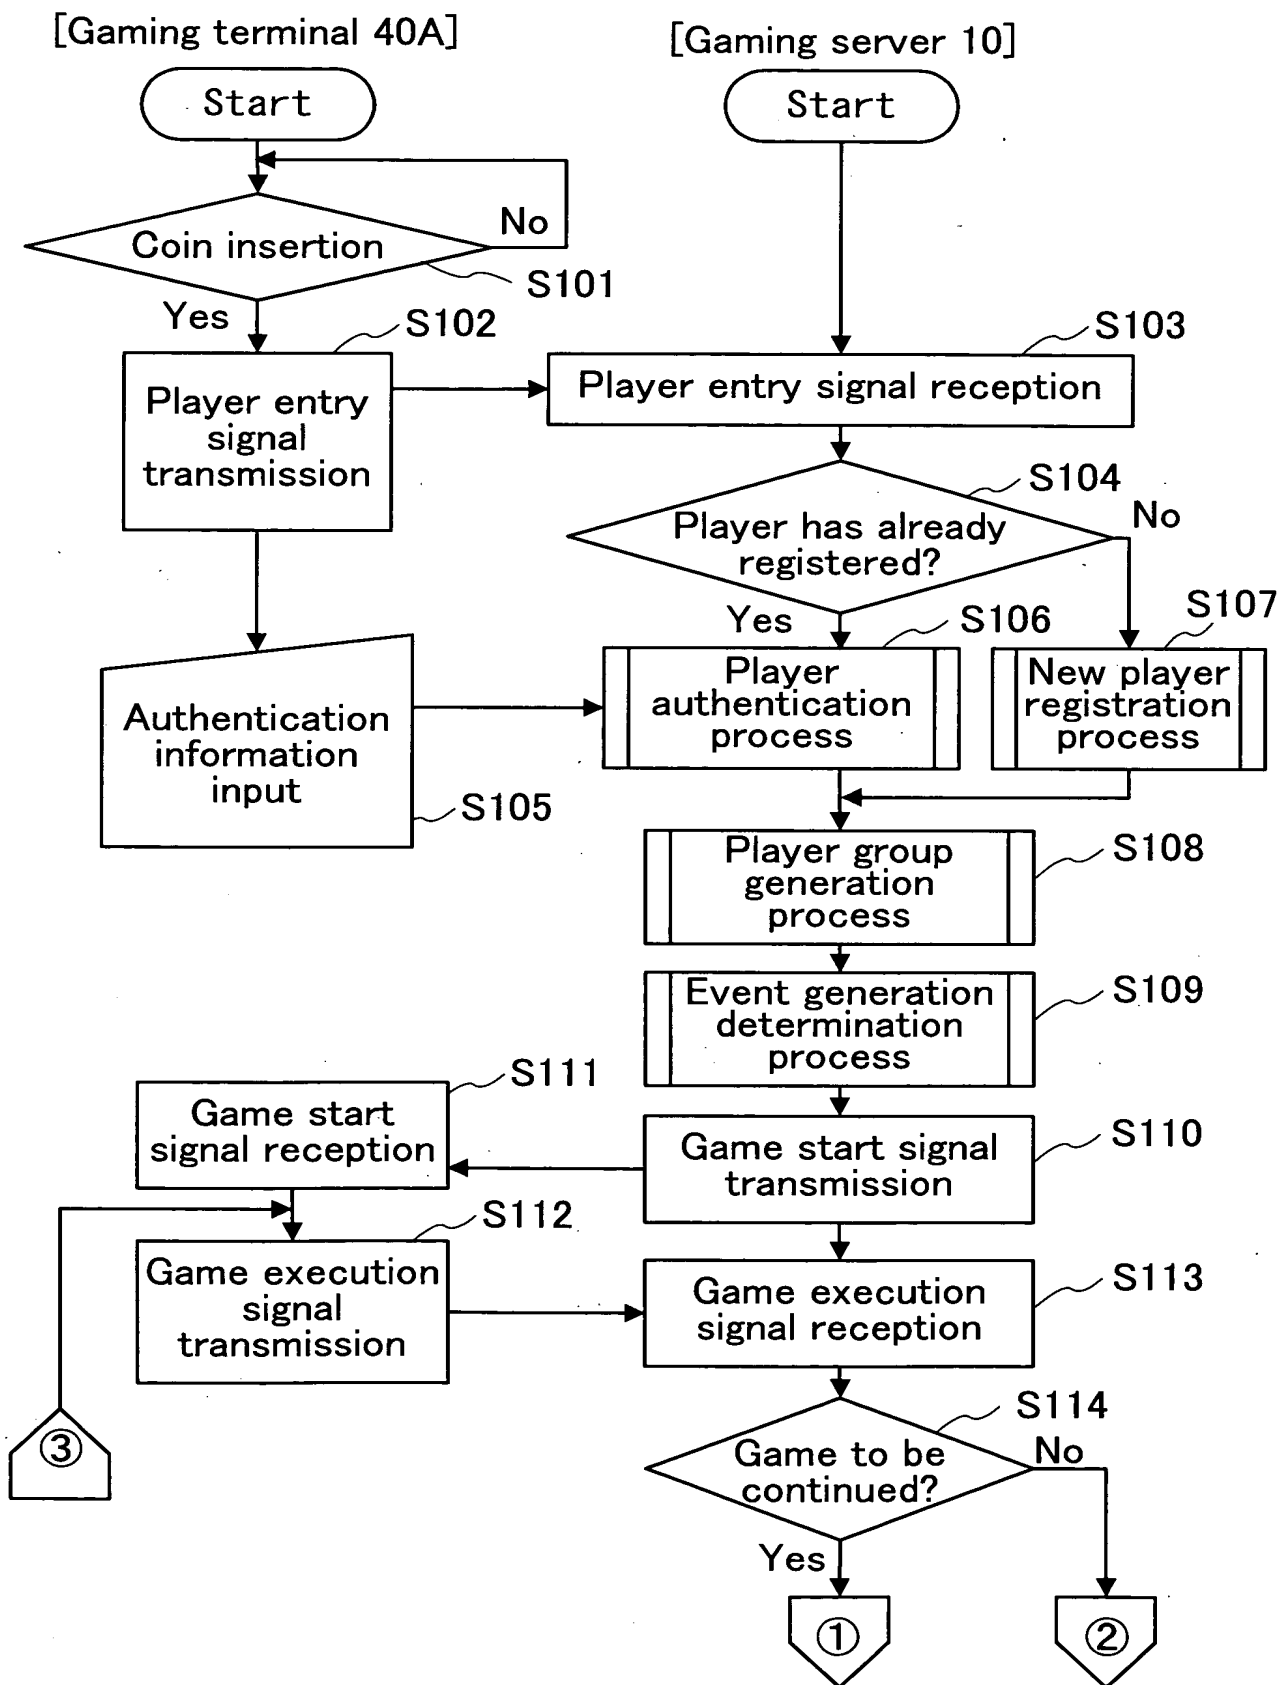 [Gaming terminal 40A]
[Gaming server 10]
Start
Start
No
Coin insertion
S101
Yes
S102
S103
Player entry
signal
transmission
Player entry signal reception
S104
No
Player has already
registered?
Yes
S106
S107
Authentication
information
input
S105
Player
authentication
process
New player
registration
process
Player group
generation
process
S108
Event generation
determination
process
S109
S111
Game start
signal reception
Game start signal
transmission
S110
S112
Game execution
signal
transmission
Game execution
signal reception
S113
S114
③
Game to be
continued?
No
Yes
①
②